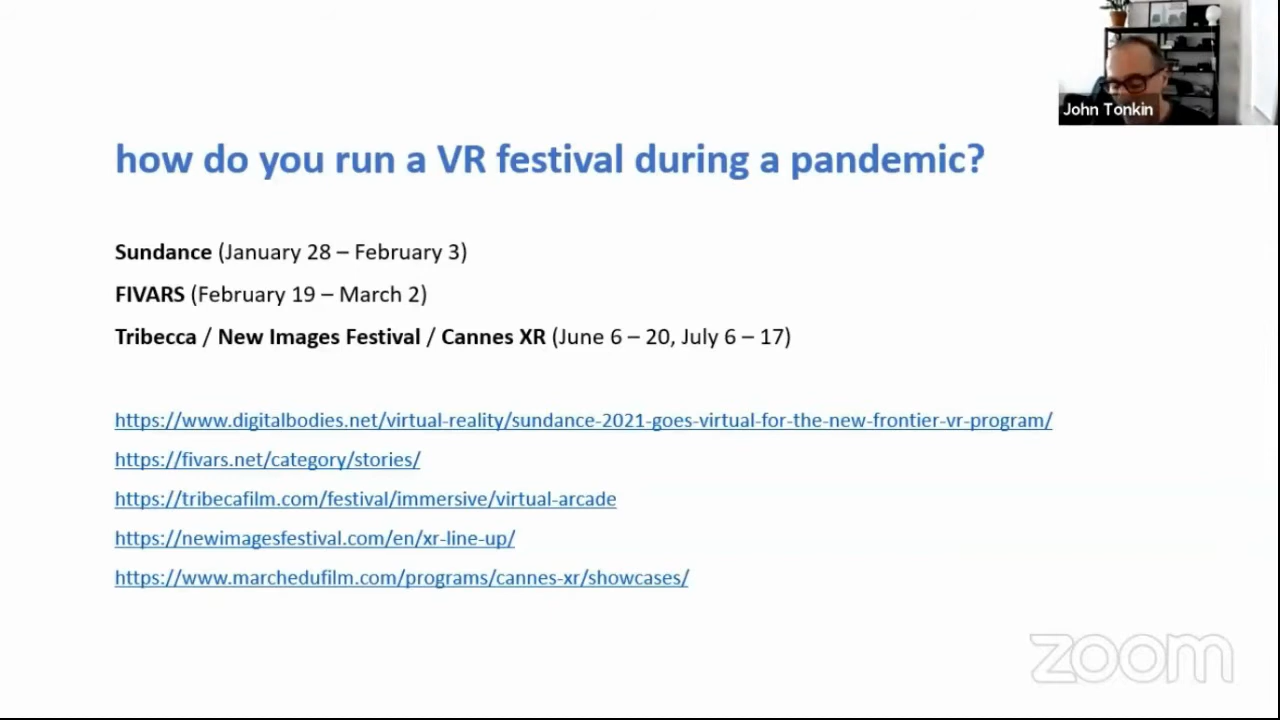 John Tonkin
how do you run a VR festival during a pandemic?
Sundance (January 28 – February 3)
FIVARS (February 19 – March 2)
Tribecca / New Images Festival / Cannes XR (June 6 – 20, July 6 – 17)
https://www.digitalbodies.net/virtual-reality/sundance-2021-goes-virtual-for-the-new-frontier-vr-program/
https://fivars.net/category/stories/
https://tribecafilm.com/festival/immersive/virtual-arcade
https://newimagesfestival.com/en/xr-line-up/
https://www.marchedufilm.com/programs/cannes-xr/showcases/
zoom